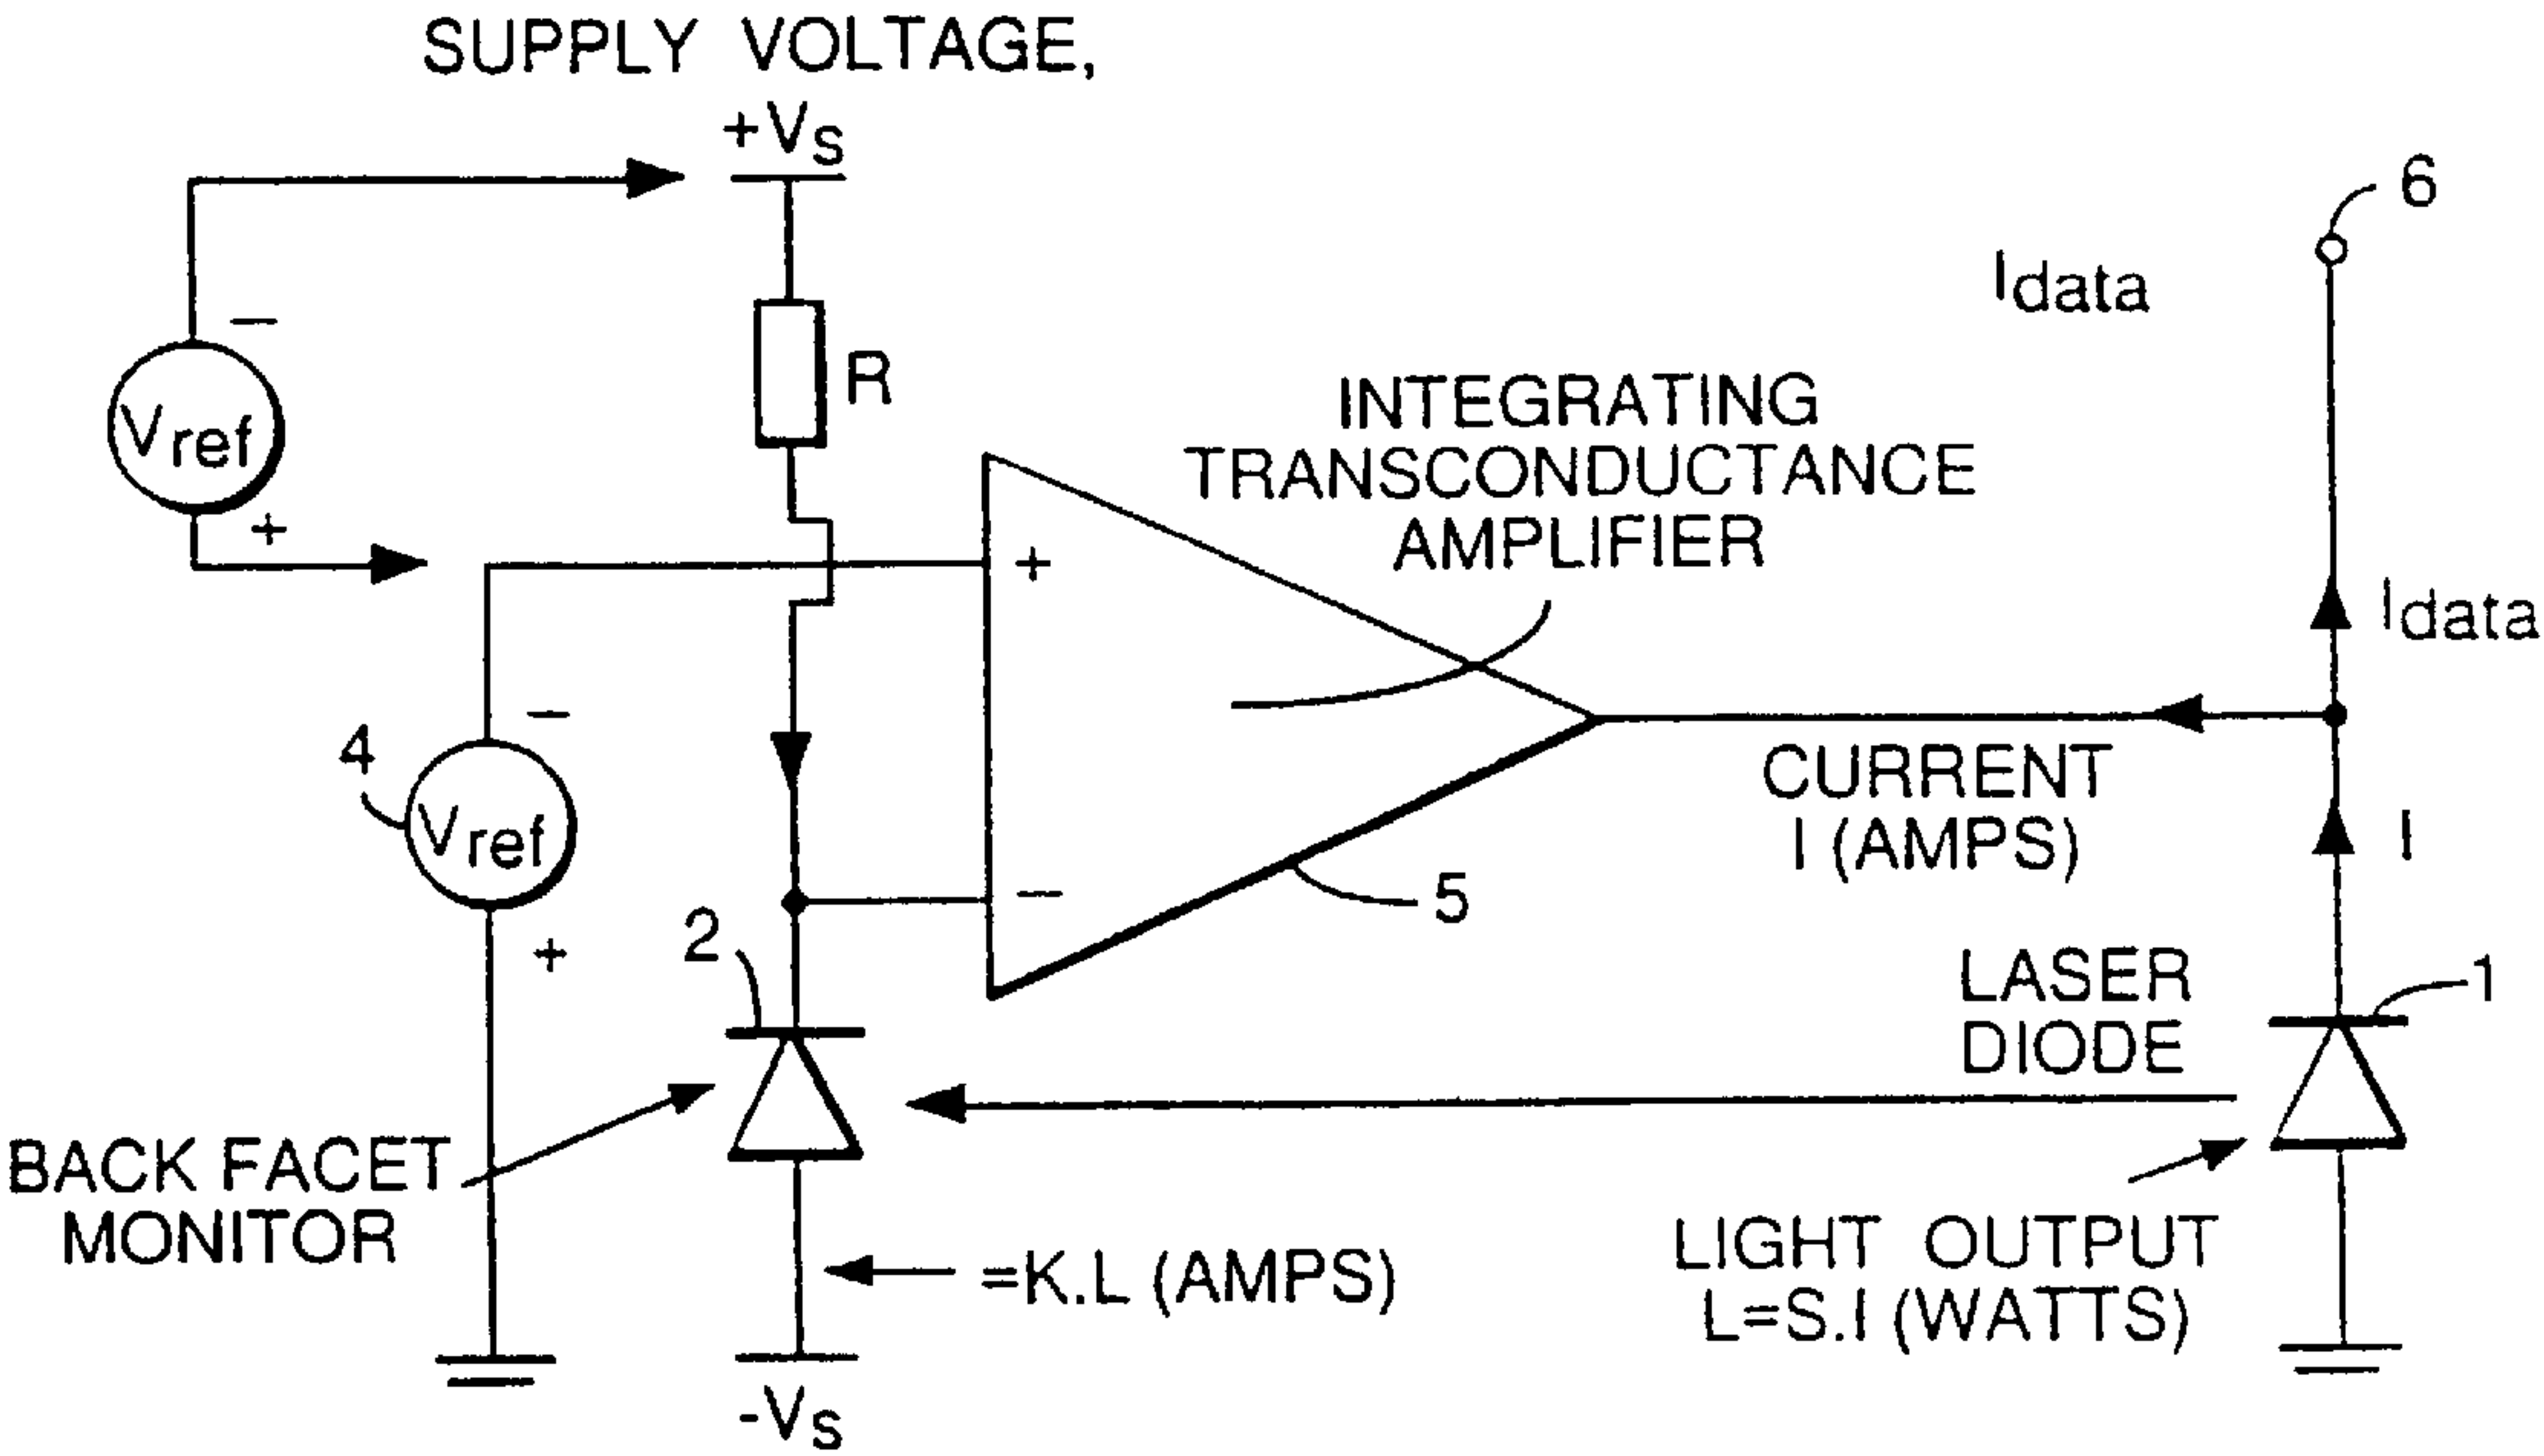 SUPPLY VOLTAGE,
+VS
6
Idata
−
R
Vref
INTEGRATING
TRANSCONDUCTANCE
AMPLIFIER
+
+
Idata
−
4
CURRENT
I (AMPS)
I
Vref
−
5
2
+
LASER
DIODE
1
BACK FACET
MONITOR
=K.L (AMPS)
LIGHT OUTPUT
L=S.I (WATTS)
-VS